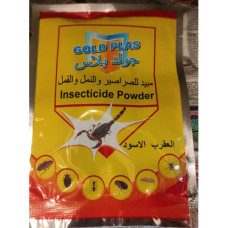 GOLD PLAS
جولد بلاس
مبيد للصراصير والنمل والقمل
Insecticide Powder
العقرب الاسود